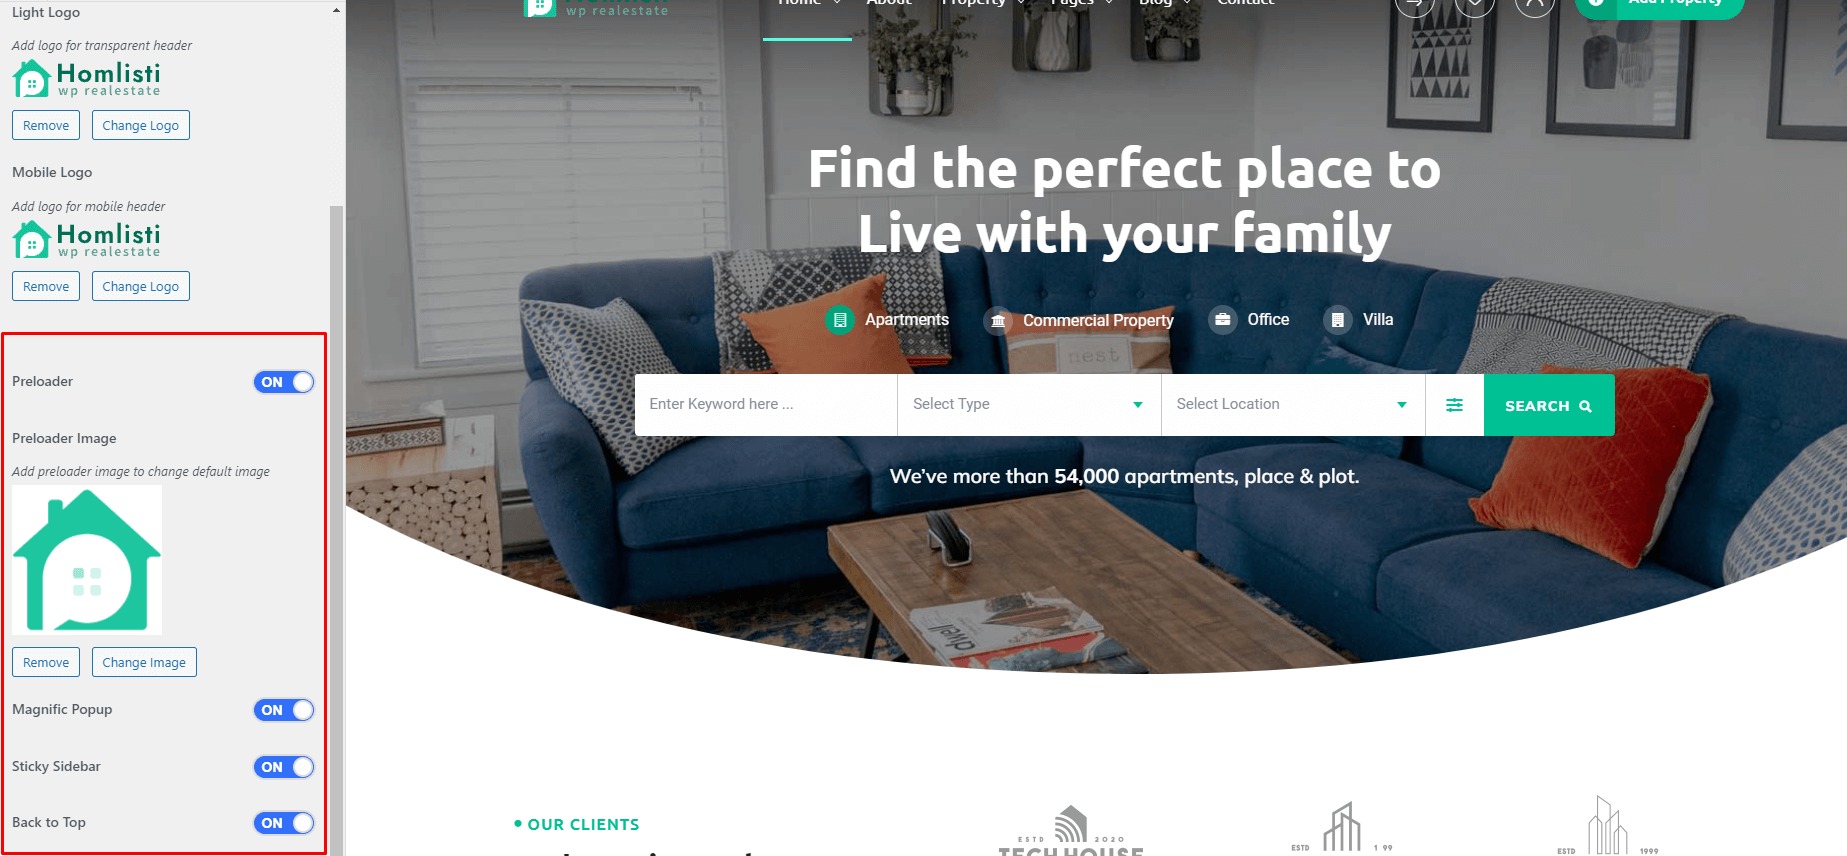 Light Logo
Add logo for transparent header
Homlisti
wp realestate
Remove
Change Logo
Mobile Logo
Add logo for mobile header
Homlisti
wp realestate
Remove
Change Logo
Preloader
ON
Preloader Image
Add preloader image to change default image
Remove
Change Image
Magnific Popup
ON
Sticky Sidebar
ON
Back to Top
ON
wp realestate
Home
About
Property
Pages
Blog
Contact
Add Property
Find the perfect place to
Live with your family
Apartments
Commercial Property
Office
Villa
nest
Enter Keyword here ...
Select Type
Select Location
SEARCH
We've more than 54,000 apartments, place & plot.
dwell
OUR CLIENTS
ESTD 2020
TECH HOUSE
ESTD 1 99
ESTD 1999